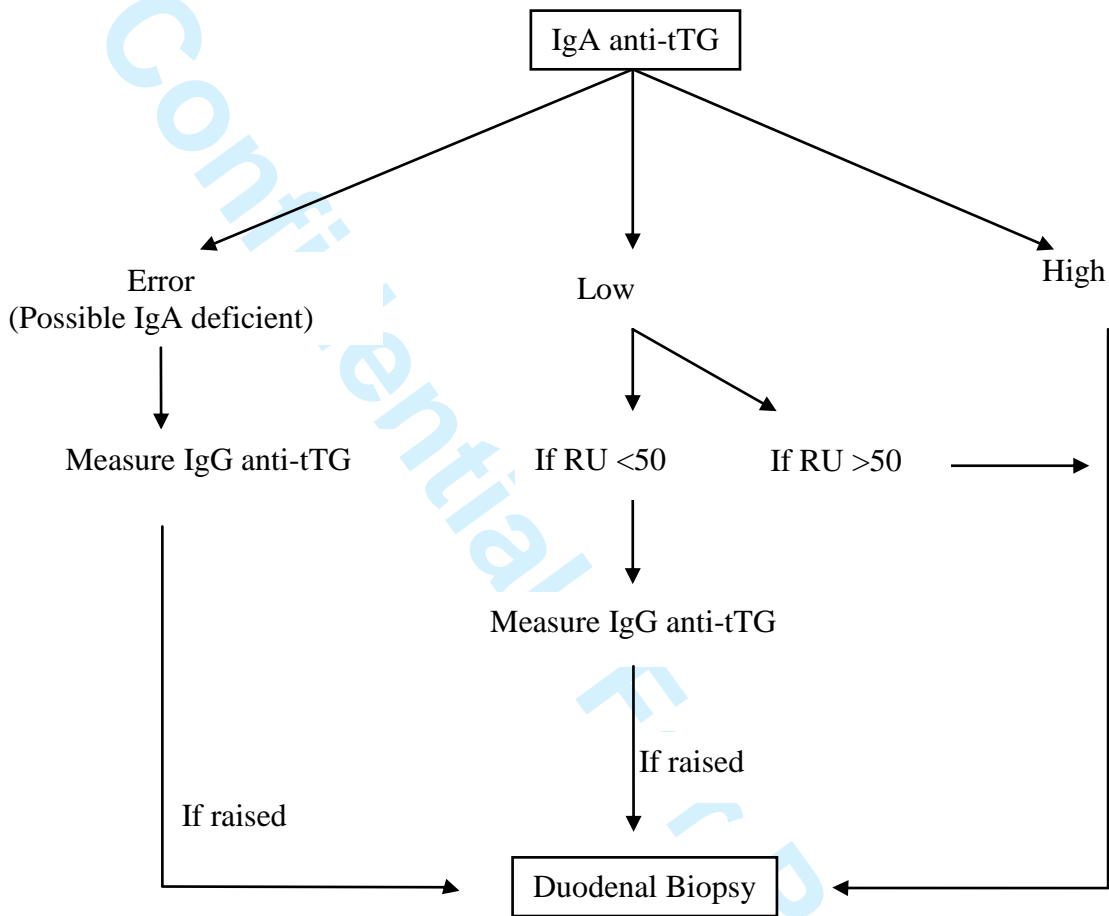 IgA anti-tTG
Error
(Possible IgA deficient)
Low
High
Measure IgG anti-tTG
If RU <50
If RU >50
Measure IgG anti-tTG
If raised
If raised
Duodenal Biopsy